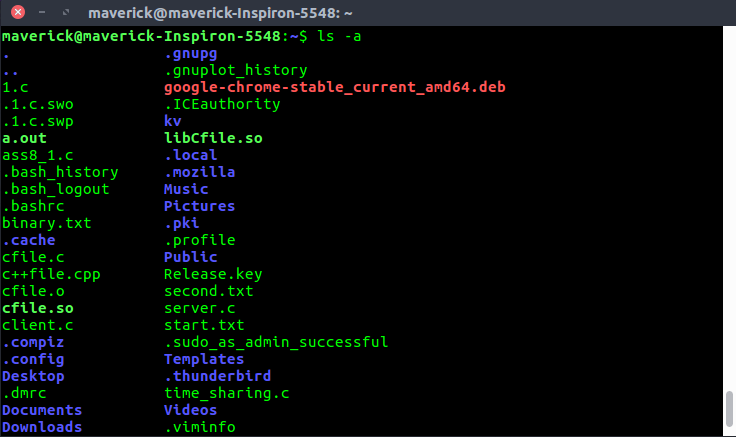 maverick@maverick-Inspiron-5548: ~
maverick@maverick-Inspiron-5548:~$ ls -a
. .gnupg
.. .gnuplot_history
1.c google-chrome-stable_current_amd64.deb
.1.c.swo .ICEauthority
.1.c.swp kv
a.out libCfile.so
ass8_1.c .local
.bash_history .mozilla
.bash_logout Music
.bashrc Pictures
binary.txt .pki
.cache .profile
cfile.c Public
c++file.cpp Release.key
cfile.o second.txt
cfile.so server.c
client.c start.txt
.compiz .sudo_as_admin_successful
.config Templates
Desktop .thunderbird
.dmrc time_sharing.c
Documents Videos
Downloads .viminfo